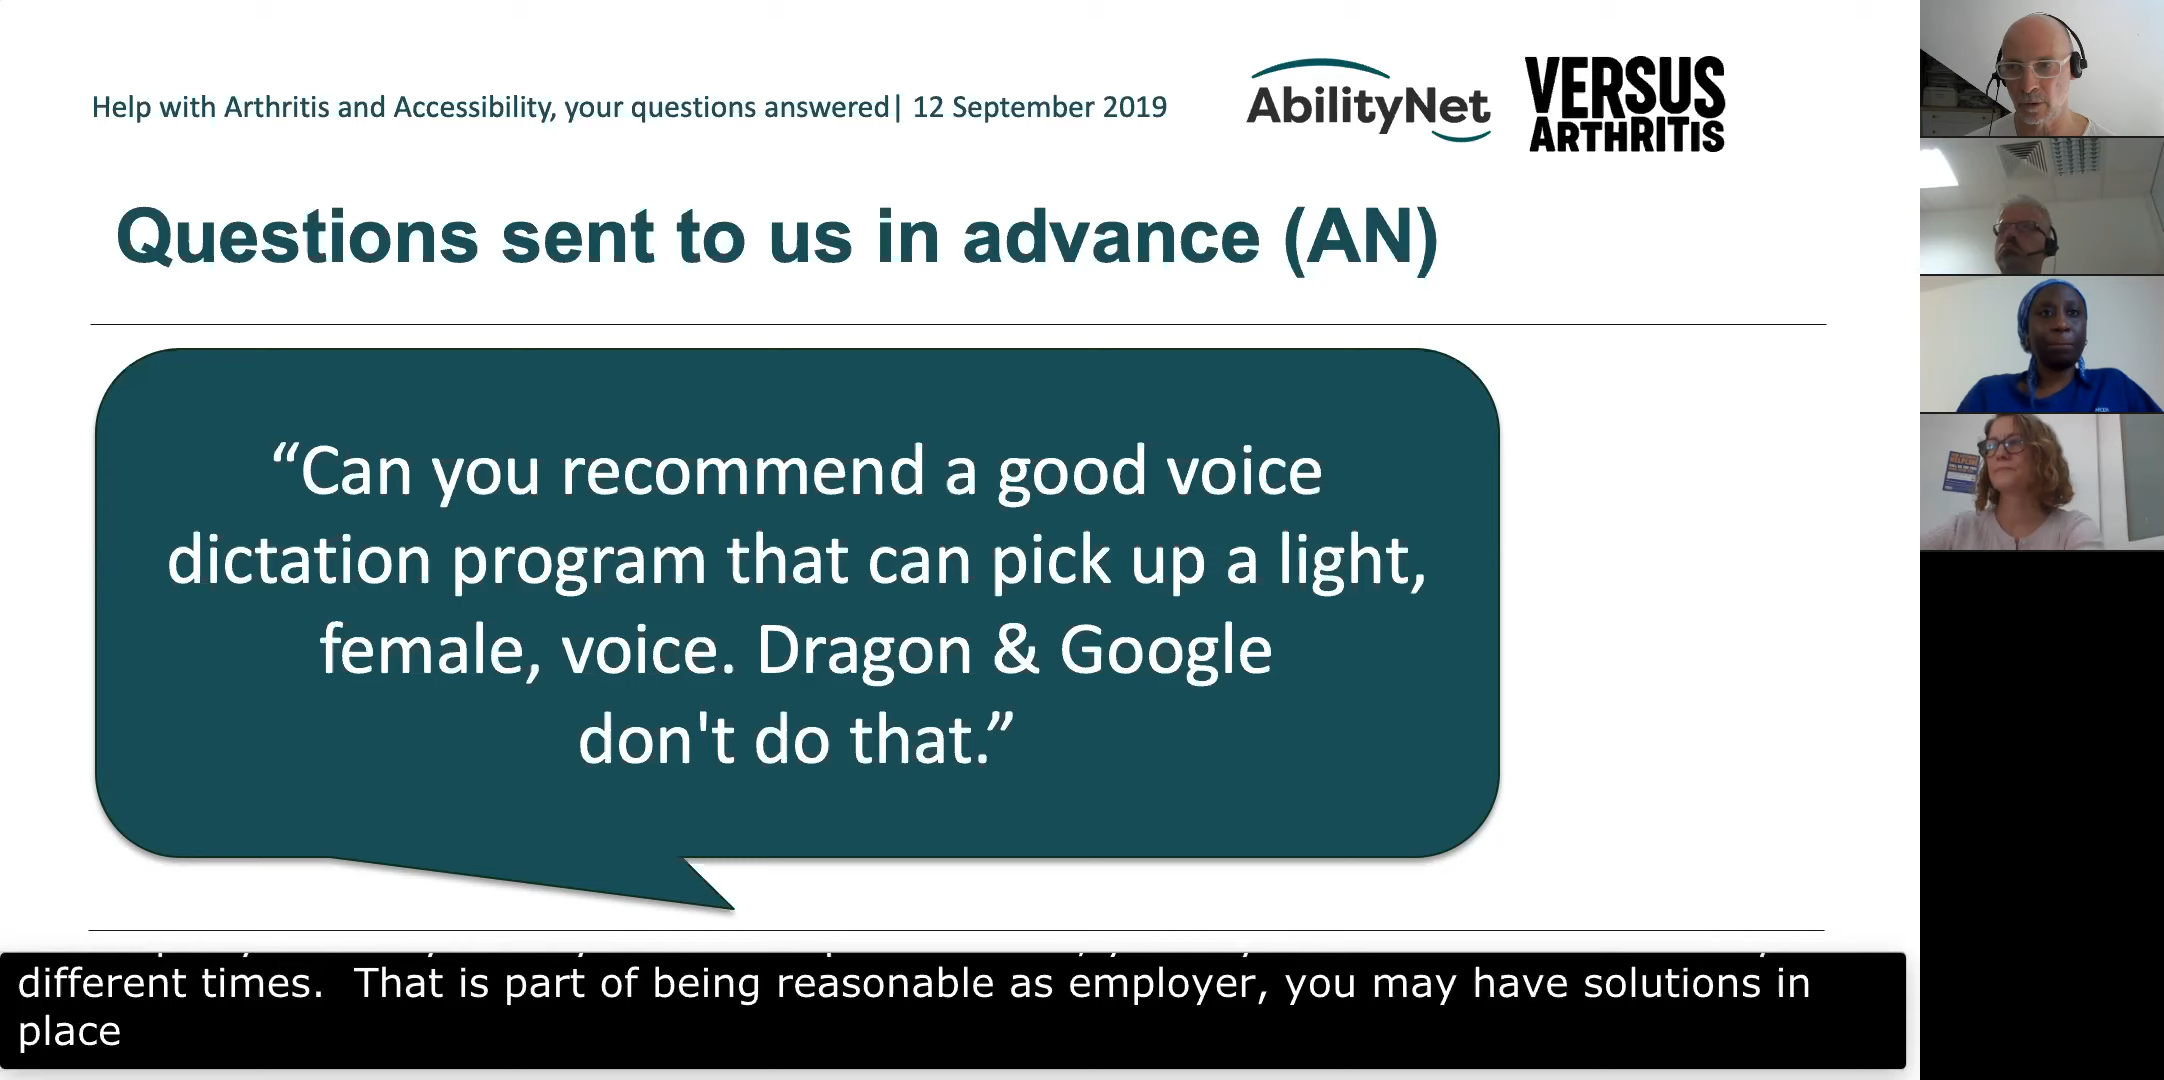 Help with Arthritis and Accessibility, your questions answered| 12 September 2019
AbilityNet
VERSUS
ARTHRITIS
Questions sent to us in advance (AN)
“Can you recommend a good voice
dictation program that can pick up a light,
female, voice. Dragon & Google
don't do that.”
different times.  That is part of being reasonable as employer, you may have solutions in
place